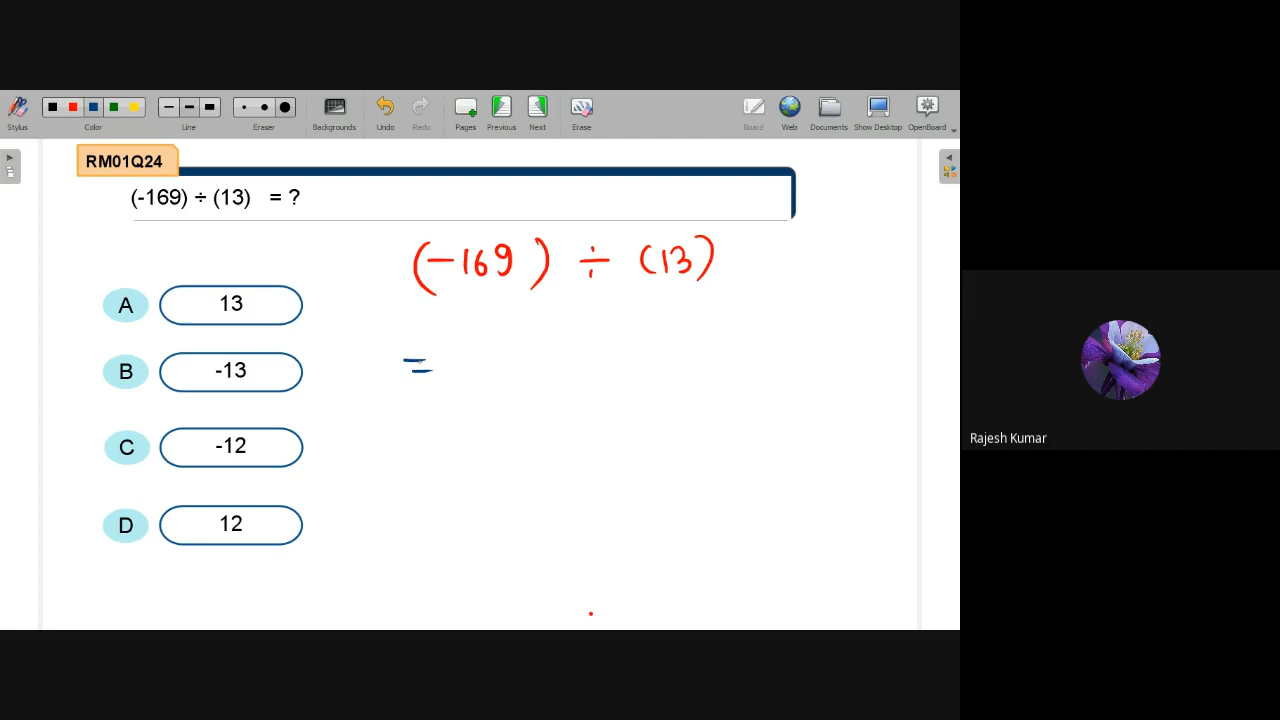 Stylus
Color
Line
Eraser
Backgrounds
Undo
Redo
Pages
Previous
Next
Erase
Board
Web
Documents
Show Desktop
OpenBoard
RM01Q24
(-169) ÷ (13) = ?
(-169) ÷ (13)
A 13
=
B -13
C -12
D 12
Rajesh Kumar